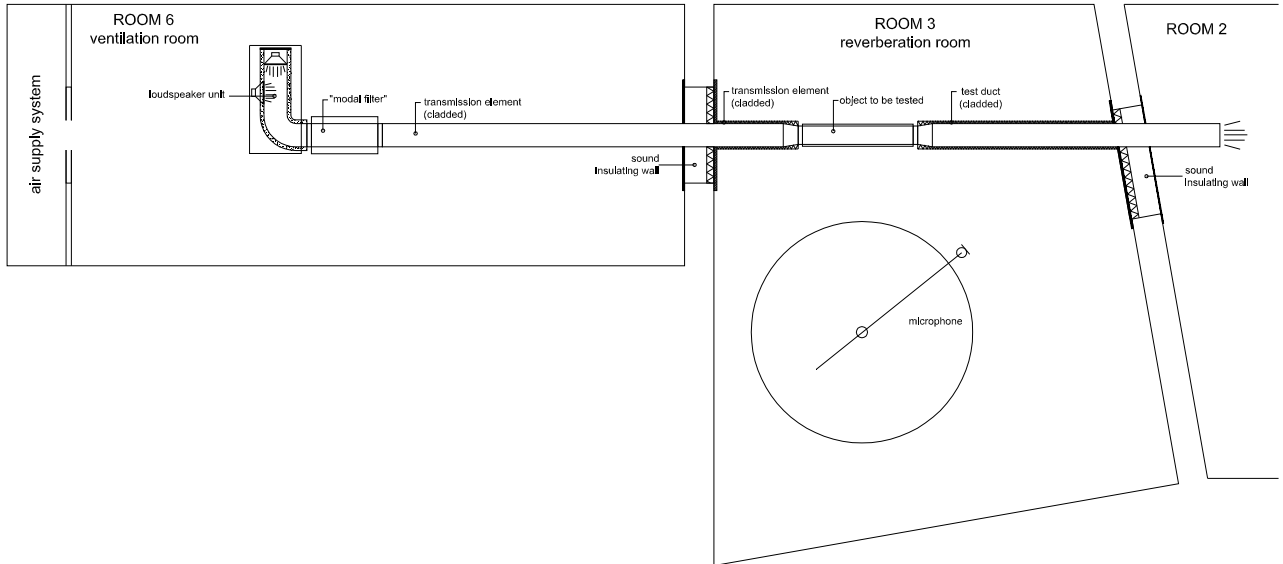 ROOM 6
ventilation room
ROOM 3
reverberation room
ROOM 2
air supply system
loudspeaker unit
"modal filter"
transmission element
(cladded)
transmission element
(cladded)
object to be tested
test duct
(cladded)
sound
insulating wall
sound
insulating wall
microphone